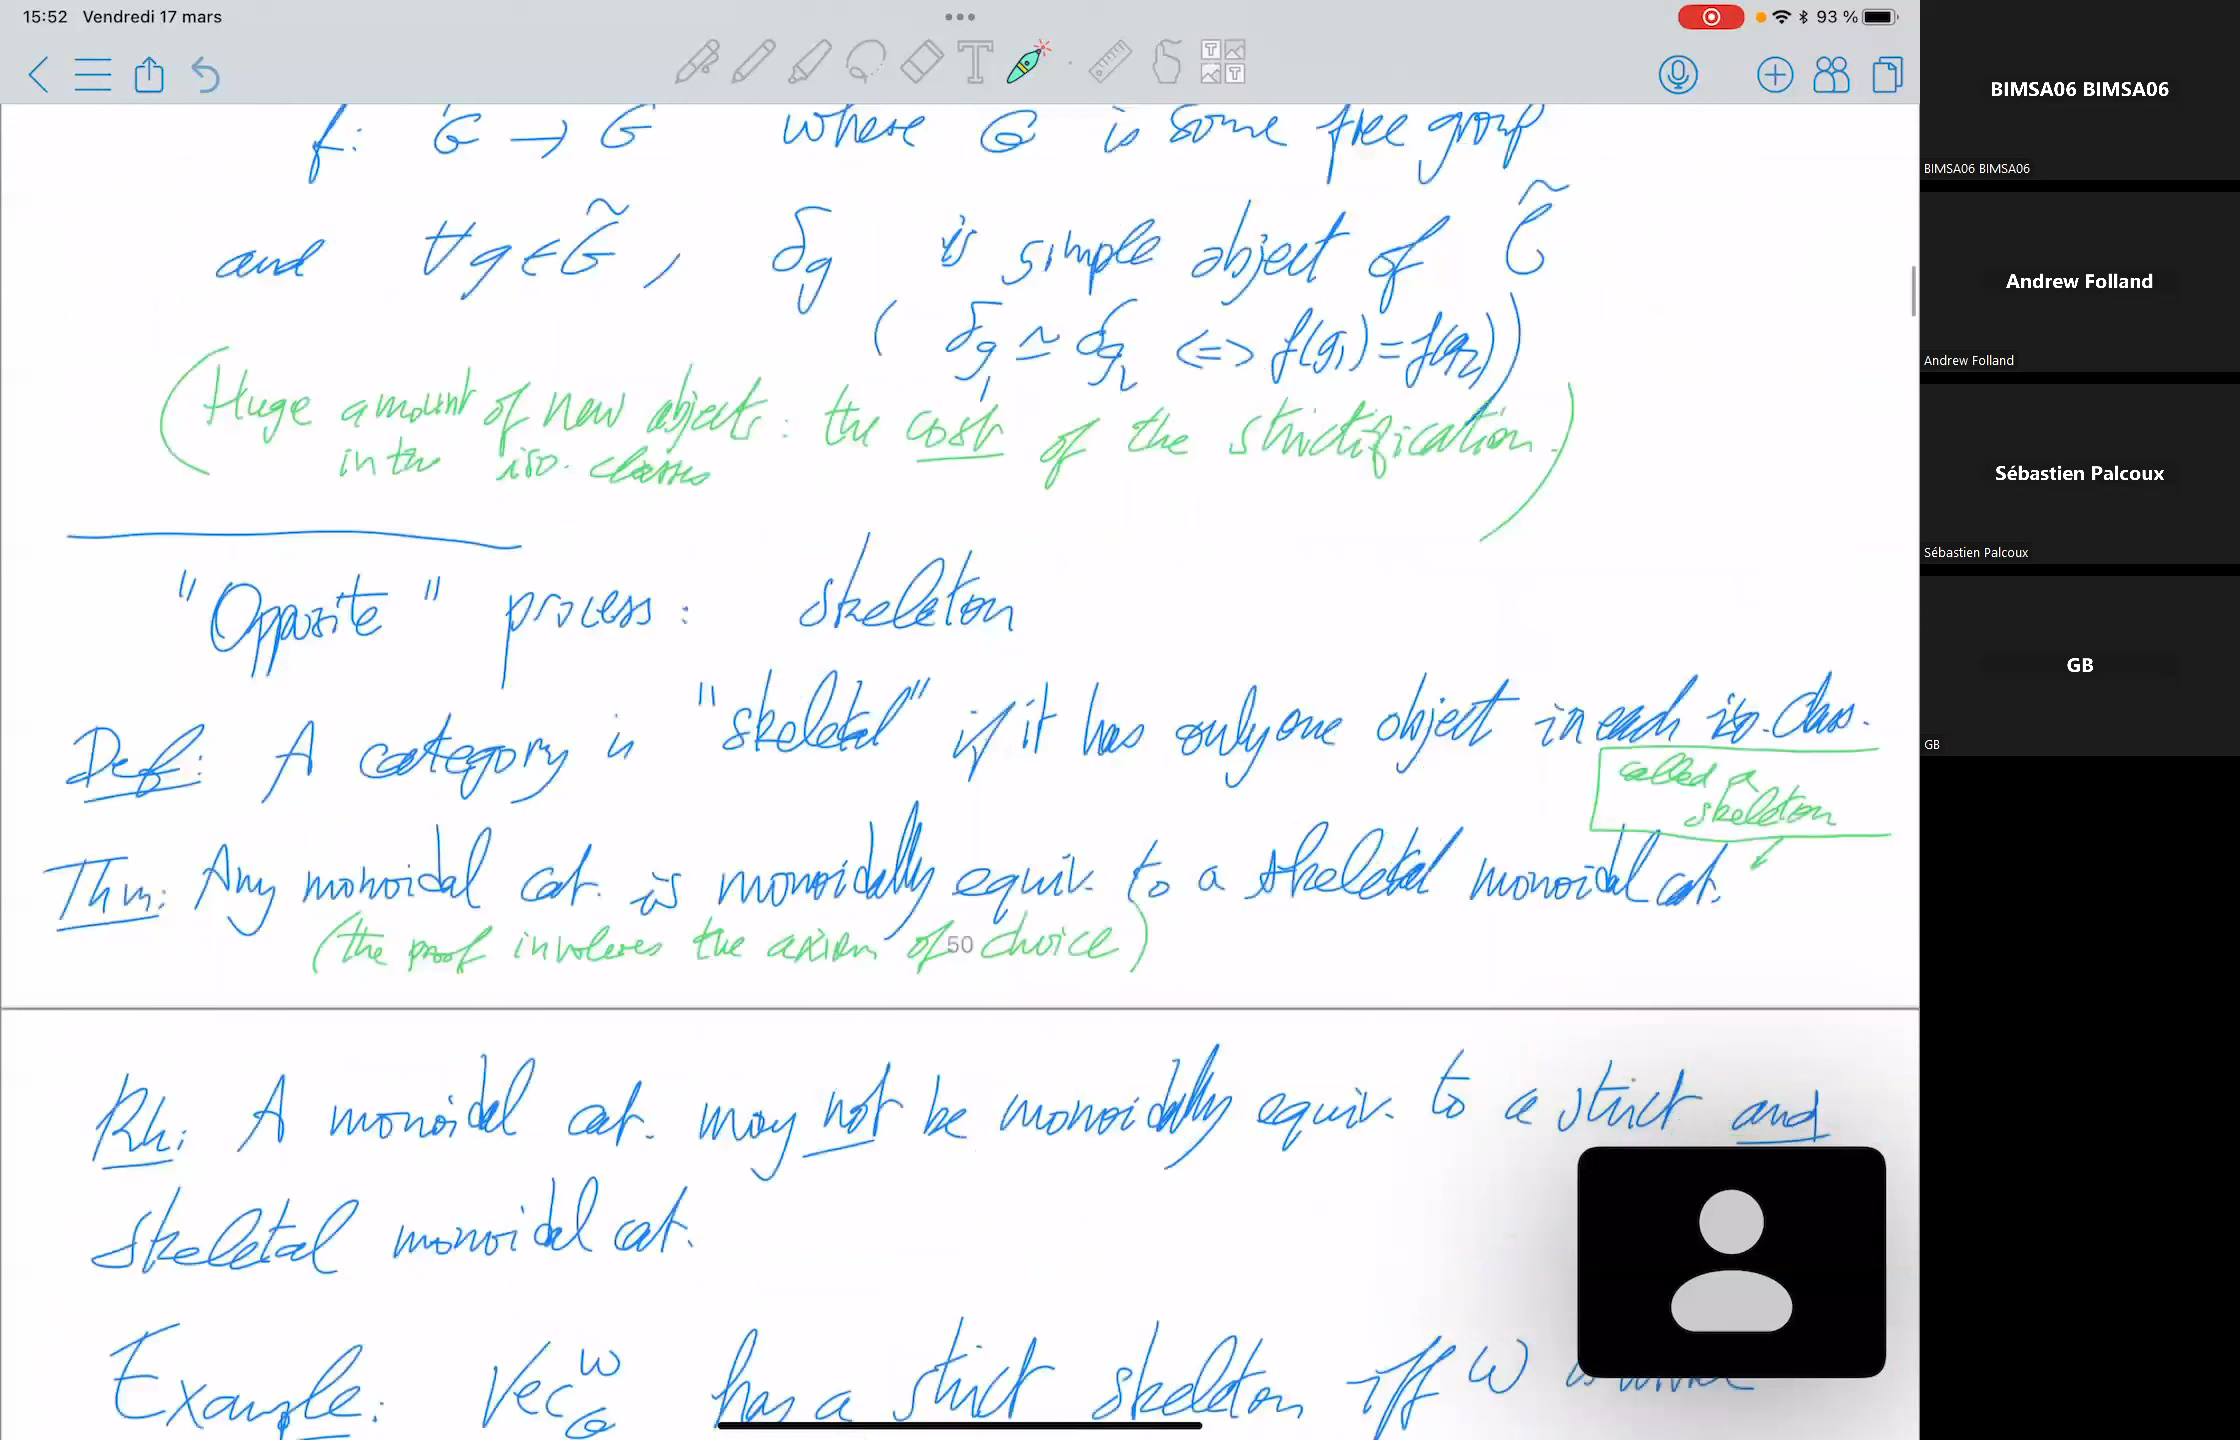 15:52 Vendredi 17 mars
93 %
f: G̃ → G where G̃ is some free group
and ∀g ∈ G̃, δ_g is simple object of C̃
(δ_g₁ ≃ δ_g₂ <=> f(g₁) = f(g₂))
(Huge amount of new objects: the cost of the strictification.)
in the iso. classes
"Opposite" process: skeleton
Def: A category is "skeletal" if it has only one object in each iso. class.
called a
skeleton
Thm: Any monoidal cat. is monoidally equiv. to a skeletal monoidal cat.
(the proof involves the axiom of choice)
50
Rk: A monoidal cat. may not be monoidally equiv. to a strict and
skeletal monoidal cat.
Example: Vec_G^ω has a strict skeleton iff ω is
BIMSA06 BIMSA06
BIMSA06 BIMSA06
Andrew Folland
Andrew Folland
Sébastien Palcoux
Sébastien Palcoux
GB
GB